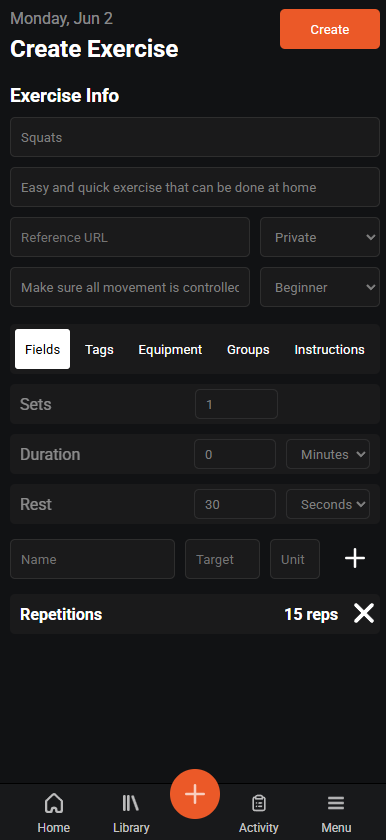 Monday, Jun 2
Create Exercise
Create
Exercise Info
Squats
Easy and quick exercise that can be done at home
Reference URL
Private
Make sure all movement is controlled
Beginner
Fields Tags Equipment Groups Instructions
Sets 1
Duration 0 Minutes
Rest 30 Seconds
Name Target Unit
Repetitions 15 reps
Home Library Activity Menu